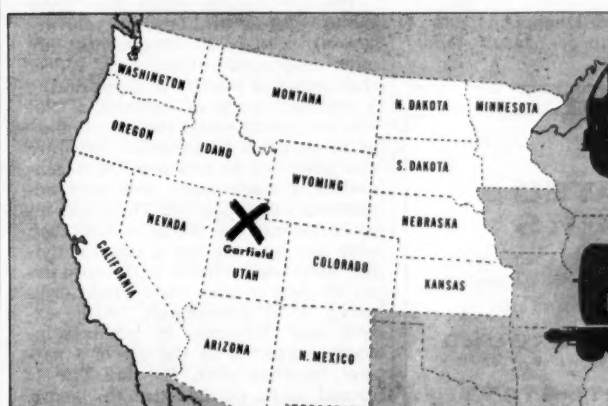 WASHINGTON
MONTANA
N. DAKOTA
MINNESOTA
OREGON
IDAHO
S. DAKOTA
WYOMING
NEVADA
NEBRASKA
Garfield
UTAH
COLORADO
KANSAS
CALIFORNIA
ARIZONA
N. MEXICO